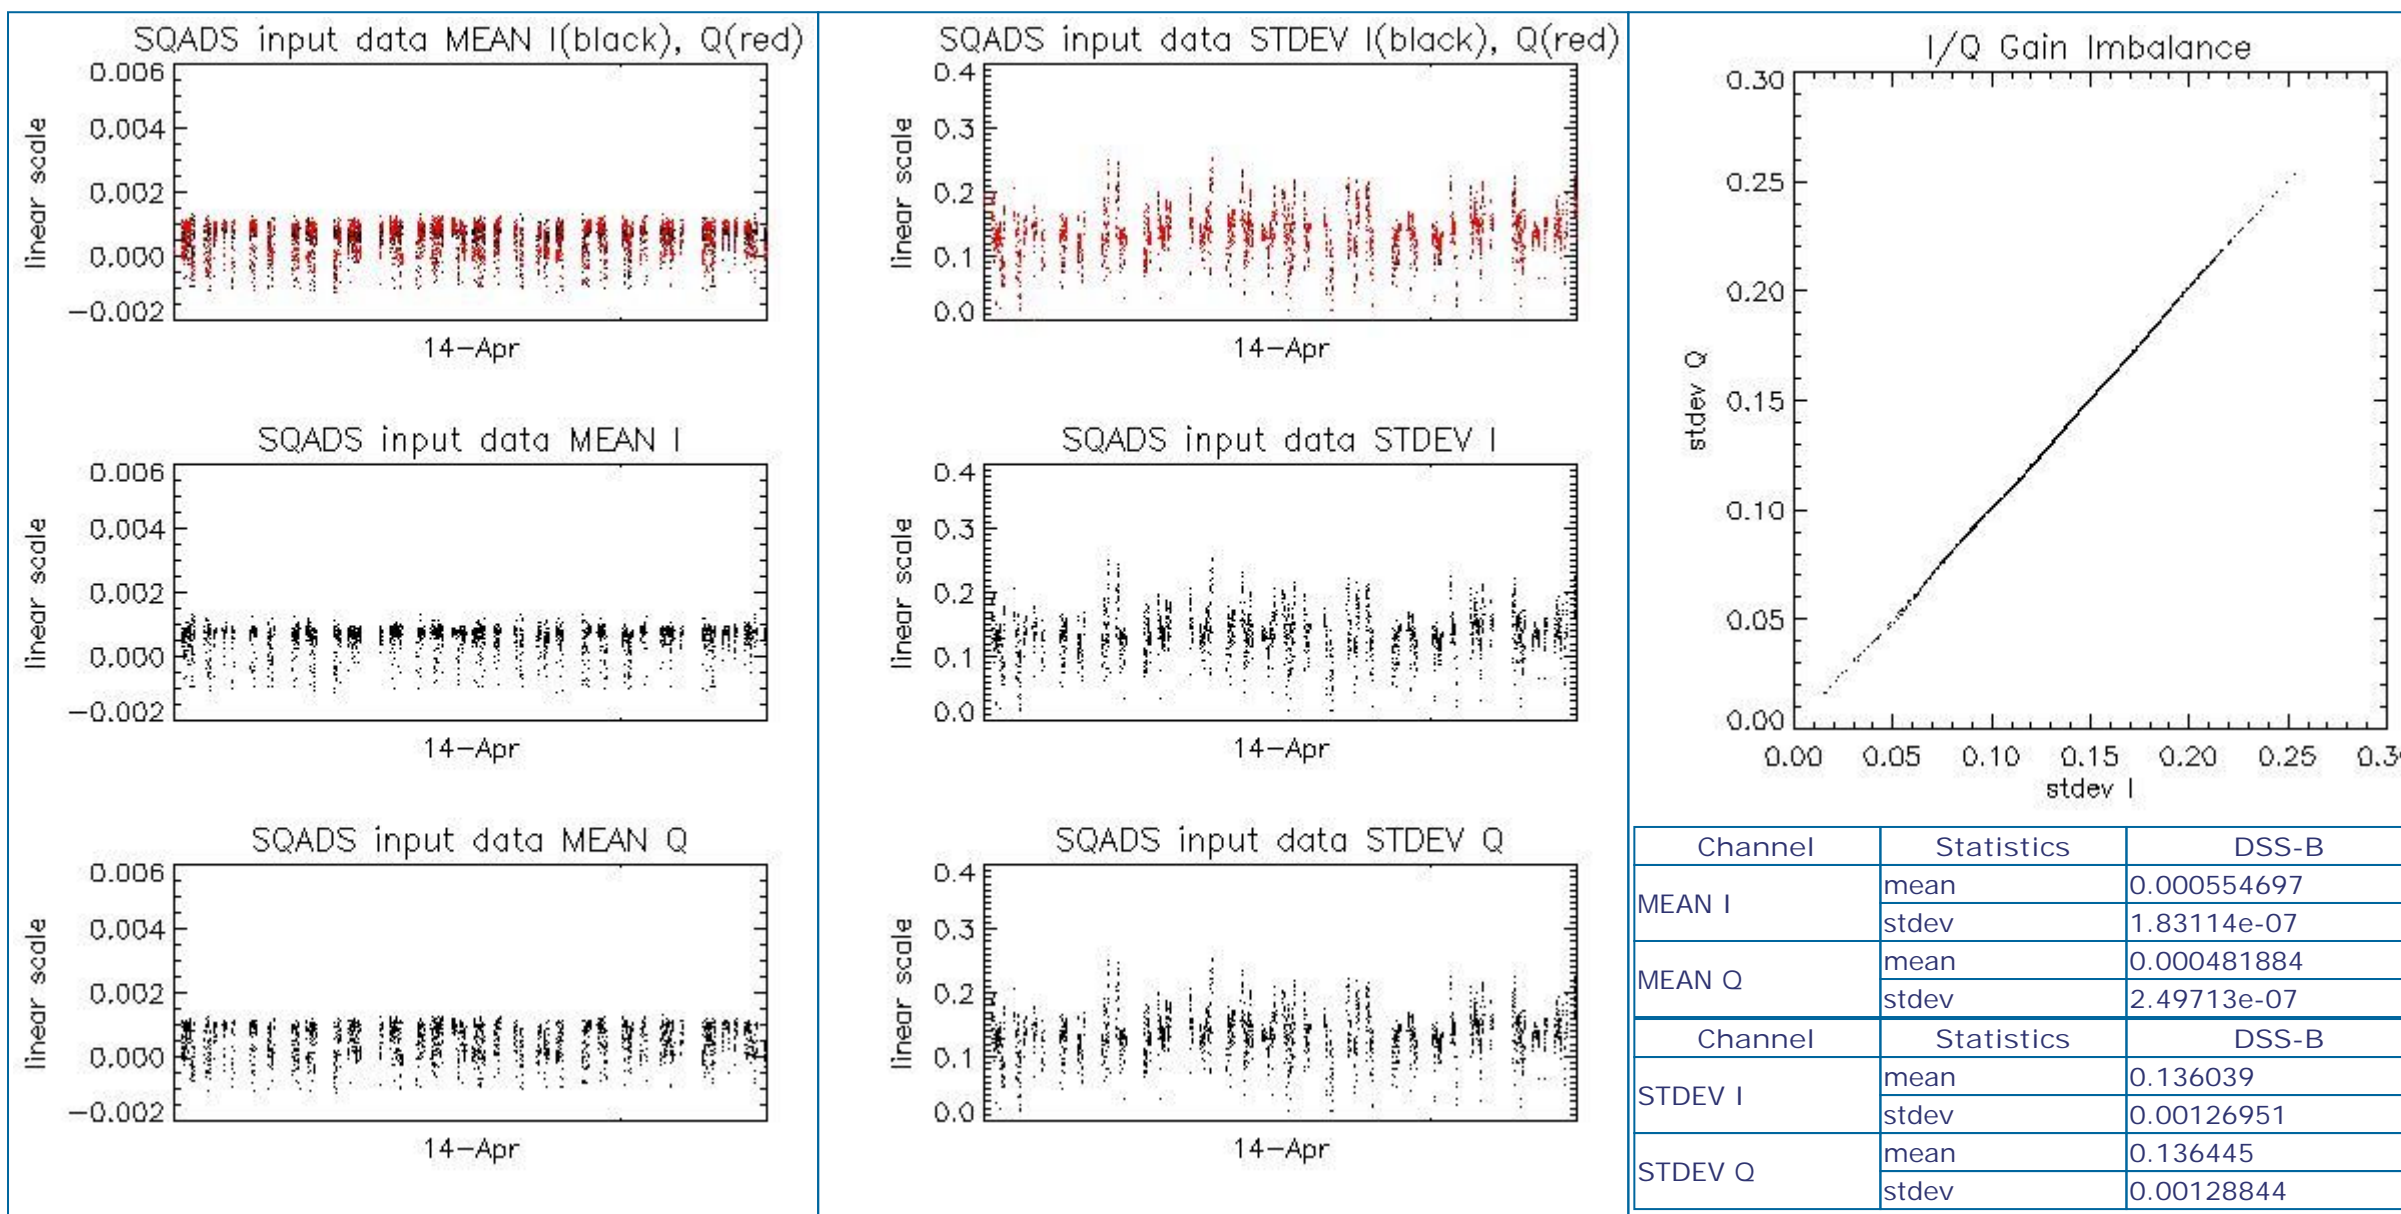 SQADS input data MEAN I(black), Q(red)
0.006
0.004
0.002
0.000
-0.002
linear scale
14-Apr
SQADS input data MEAN I
0.006
0.004
0.002
0.000
-0.002
linear scale
14-Apr
SQADS input data MEAN Q
0.006
0.004
0.002
0.000
-0.002
linear scale
14-Apr
SQADS input data STDEV I(black), Q(red)
0.4
0.3
0.2
0.1
0.0
linear scale
14-Apr
SQADS input data STDEV I
0.4
0.3
0.2
0.1
0.0
linear scale
14-Apr
SQADS input data STDEV Q
0.4
0.3
0.2
0.1
0.0
linear scale
14-Apr
I/Q Gain Imbalance
0.30
0.25
0.20
0.15
0.10
0.05
0.00
stdev Q
0.00 0.05 0.10 0.15 0.20 0.25
stdev I
Channel Statistics DSS-B
MEAN I mean 0.000554697
stdev 1.83114e-07
MEAN Q mean 0.000481884
stdev 2.49713e-07
Channel Statistics DSS-B
STDEV I mean 0.136039
stdev 0.00126951
STDEV Q mean 0.136445
stdev 0.00128844